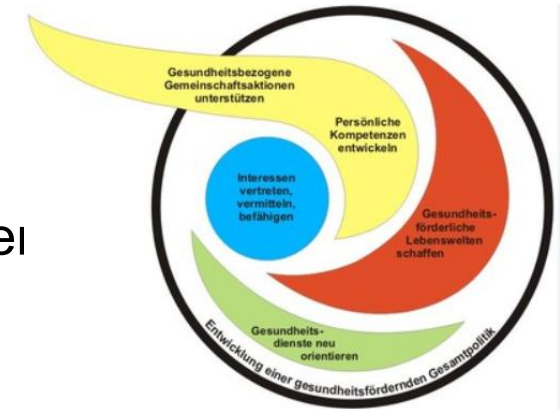 Gesundheitsbezogene
Gemeinschaftsaktionen
unterstützen
Persönliche
Kompetenzen
entwickeln
Interessen
vertreten,
vermitteln,
befähigen
Gesundheits-
förderliche
Lebenswelten
schaffen
Gesundheits-
dienste neu
orientieren
Entwicklung einer gesundheitsfördernden Gesamtpolitik